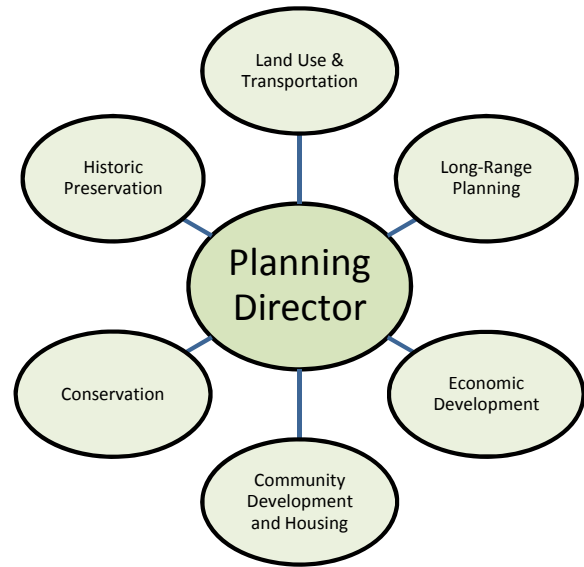 Land Use &
Transportation
Historic
Preservation
Long-Range
Planning
Planning
Director
Conservation
Economic
Development
Community
Development
and Housing